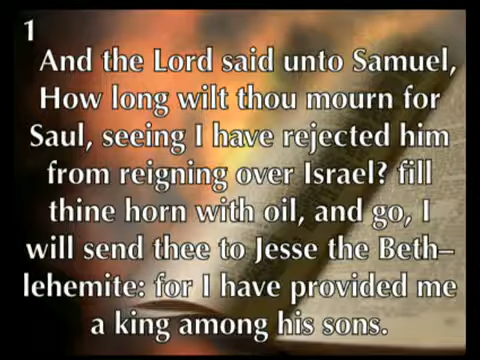 1
And the Lord said unto Samuel,
How long wilt thou mourn for
Saul, seeing I have rejected him
from reigning over Israel? fill
thine horn with oil, and go, I
will send thee to Jesse the Beth–
lehemite: for I have provided me
a king among his sons.